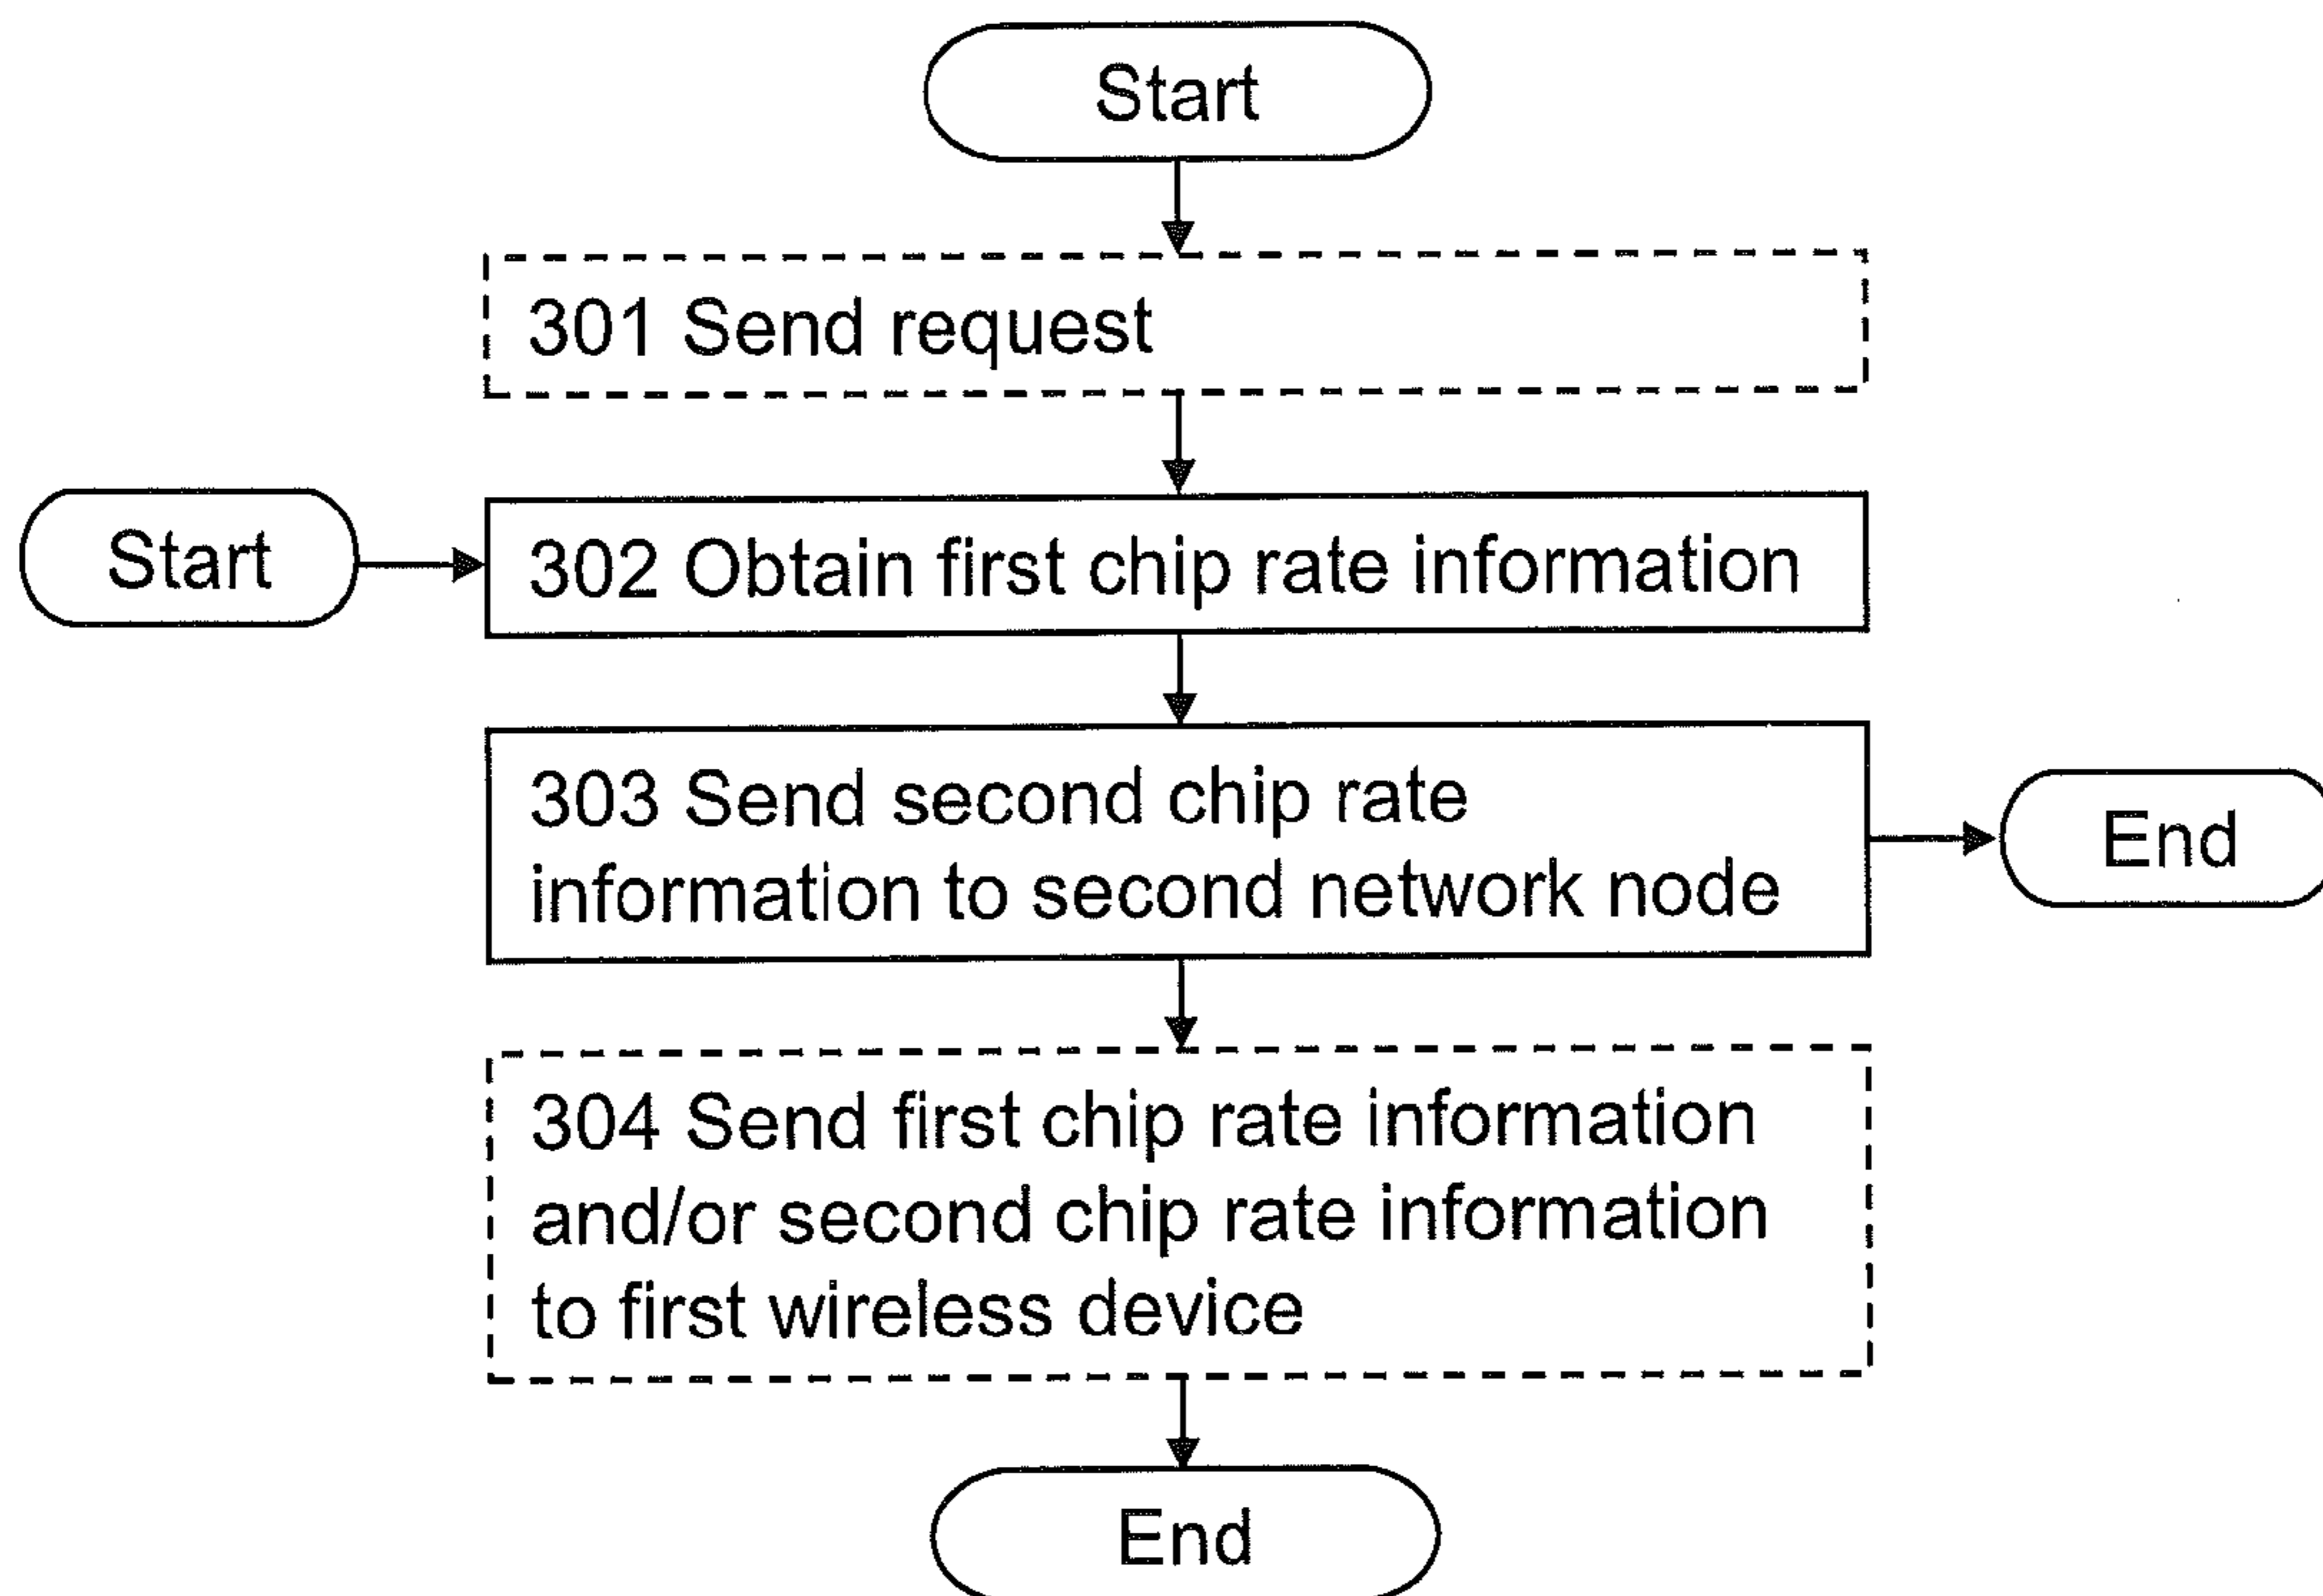 Start
301 Send request
Start
302 Obtain first chip rate information
303 Send second chip rate
information to second network node
End
304 Send first chip rate information
and/or second chip rate information
to first wireless device
End